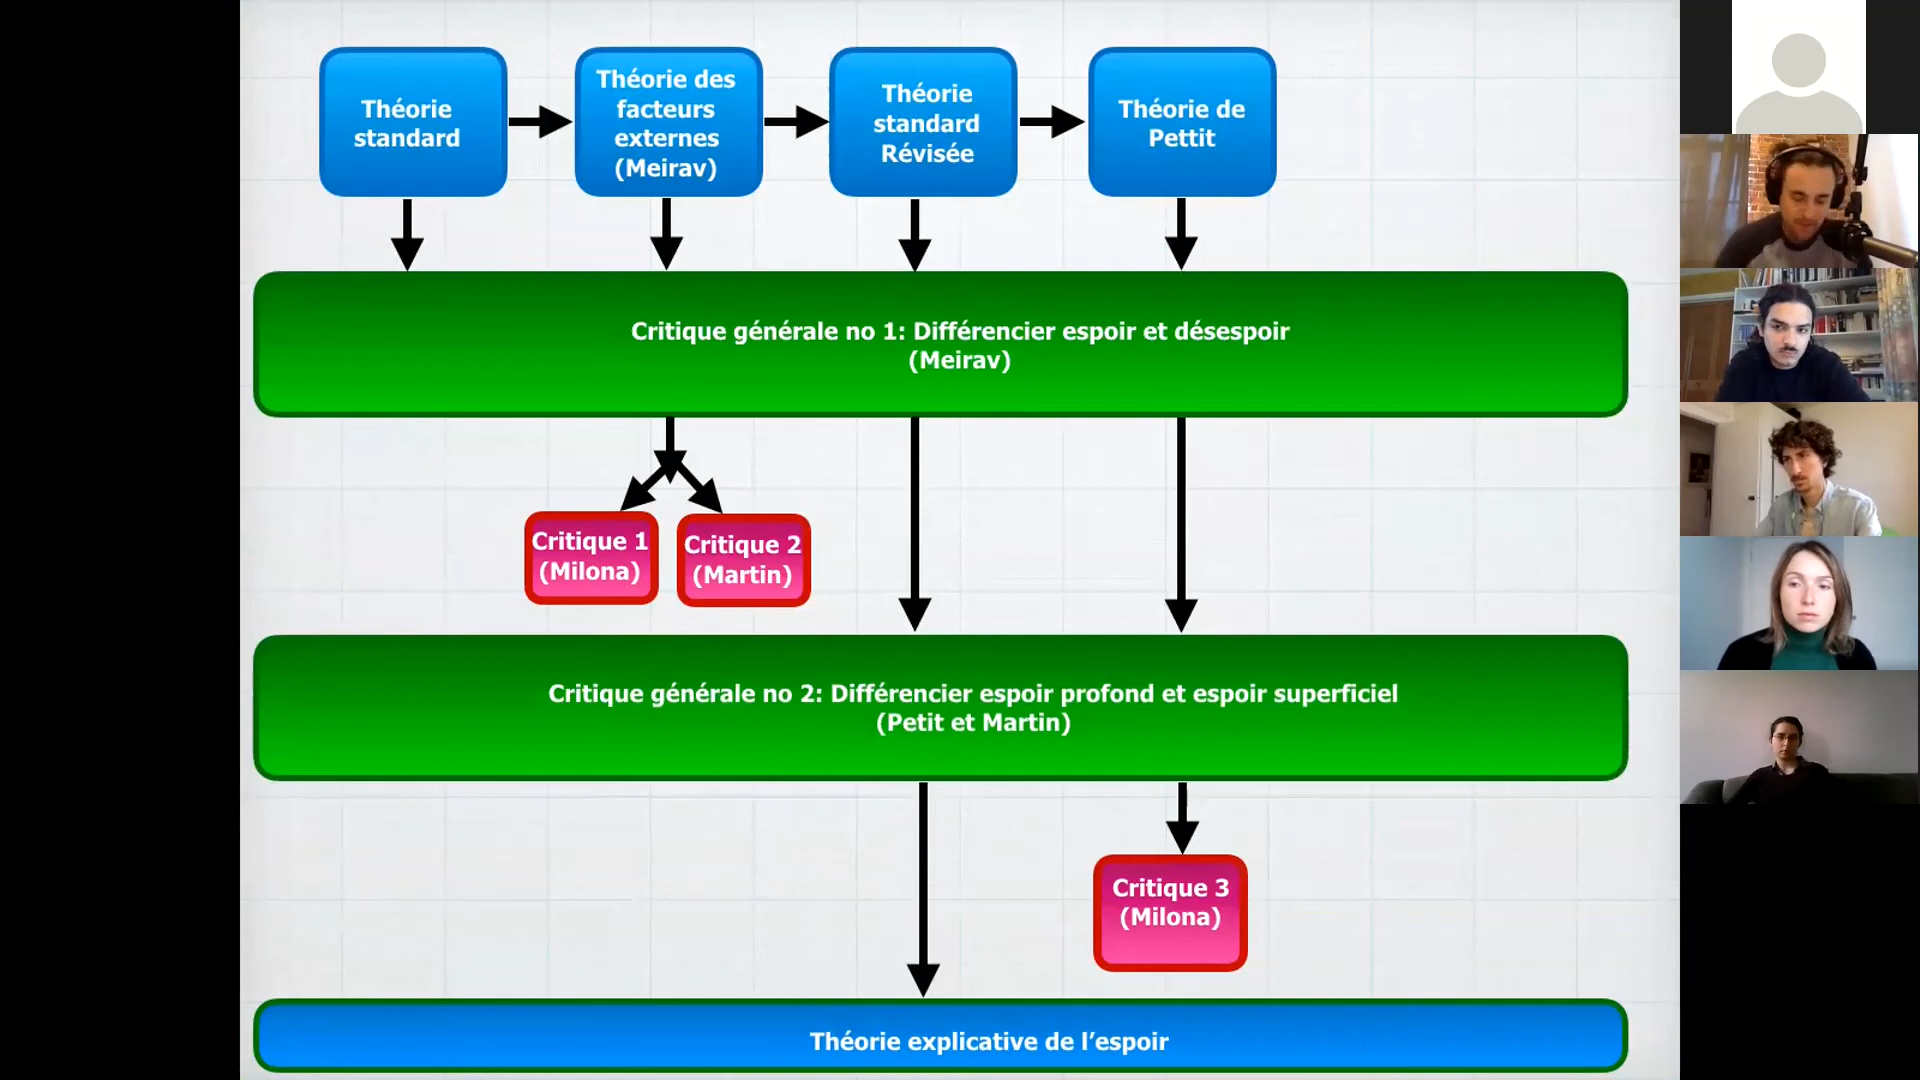 Théorie
standard
Théorie des
facteurs
externes
(Meirav)
Théorie
standard
Révisée
Théorie de
Pettit
Critique générale no 1: Différencier espoir et désespoir
(Meirav)
Critique 1
(Milona)
Critique 2
(Martin)
Critique générale no 2: Différencier espoir profond et espoir superficiel
(Petit et Martin)
Critique 3
(Milona)
Théorie explicative de l’espoir